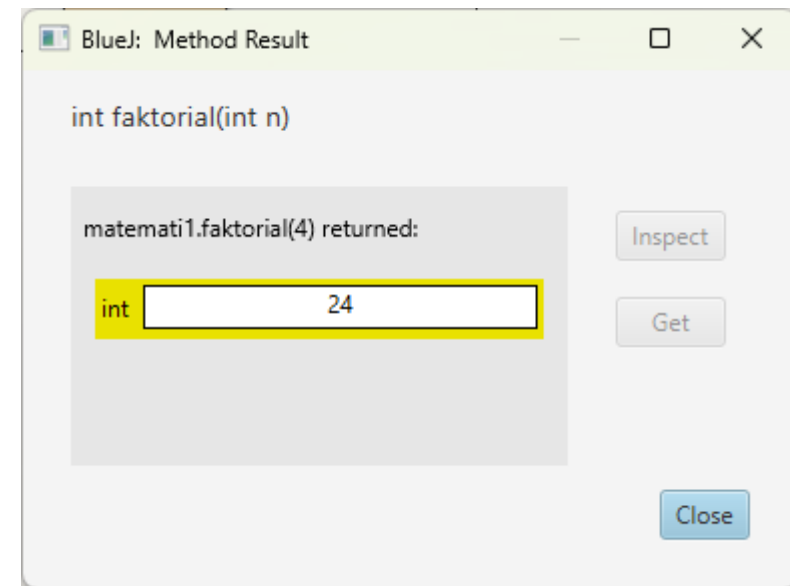 BlueJ: Method Result
int faktorial(int n)
matemati1.faktorial(4) returned:
Inspect
int 24
Get
Close